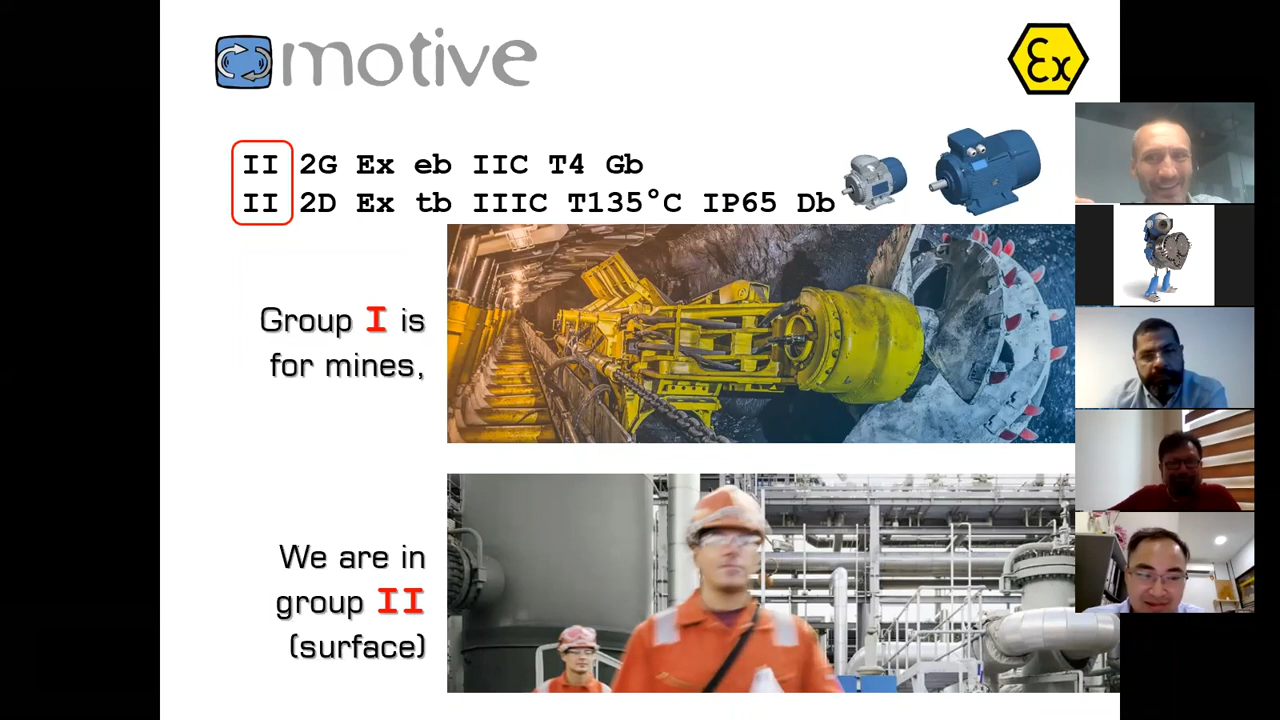 motive
Ex
II 2G Ex eb IIC T4 Gb
II 2D Ex tb IIIC T135°C IP65 Db
Group I is
for mines,
We are in
group II
(surface)